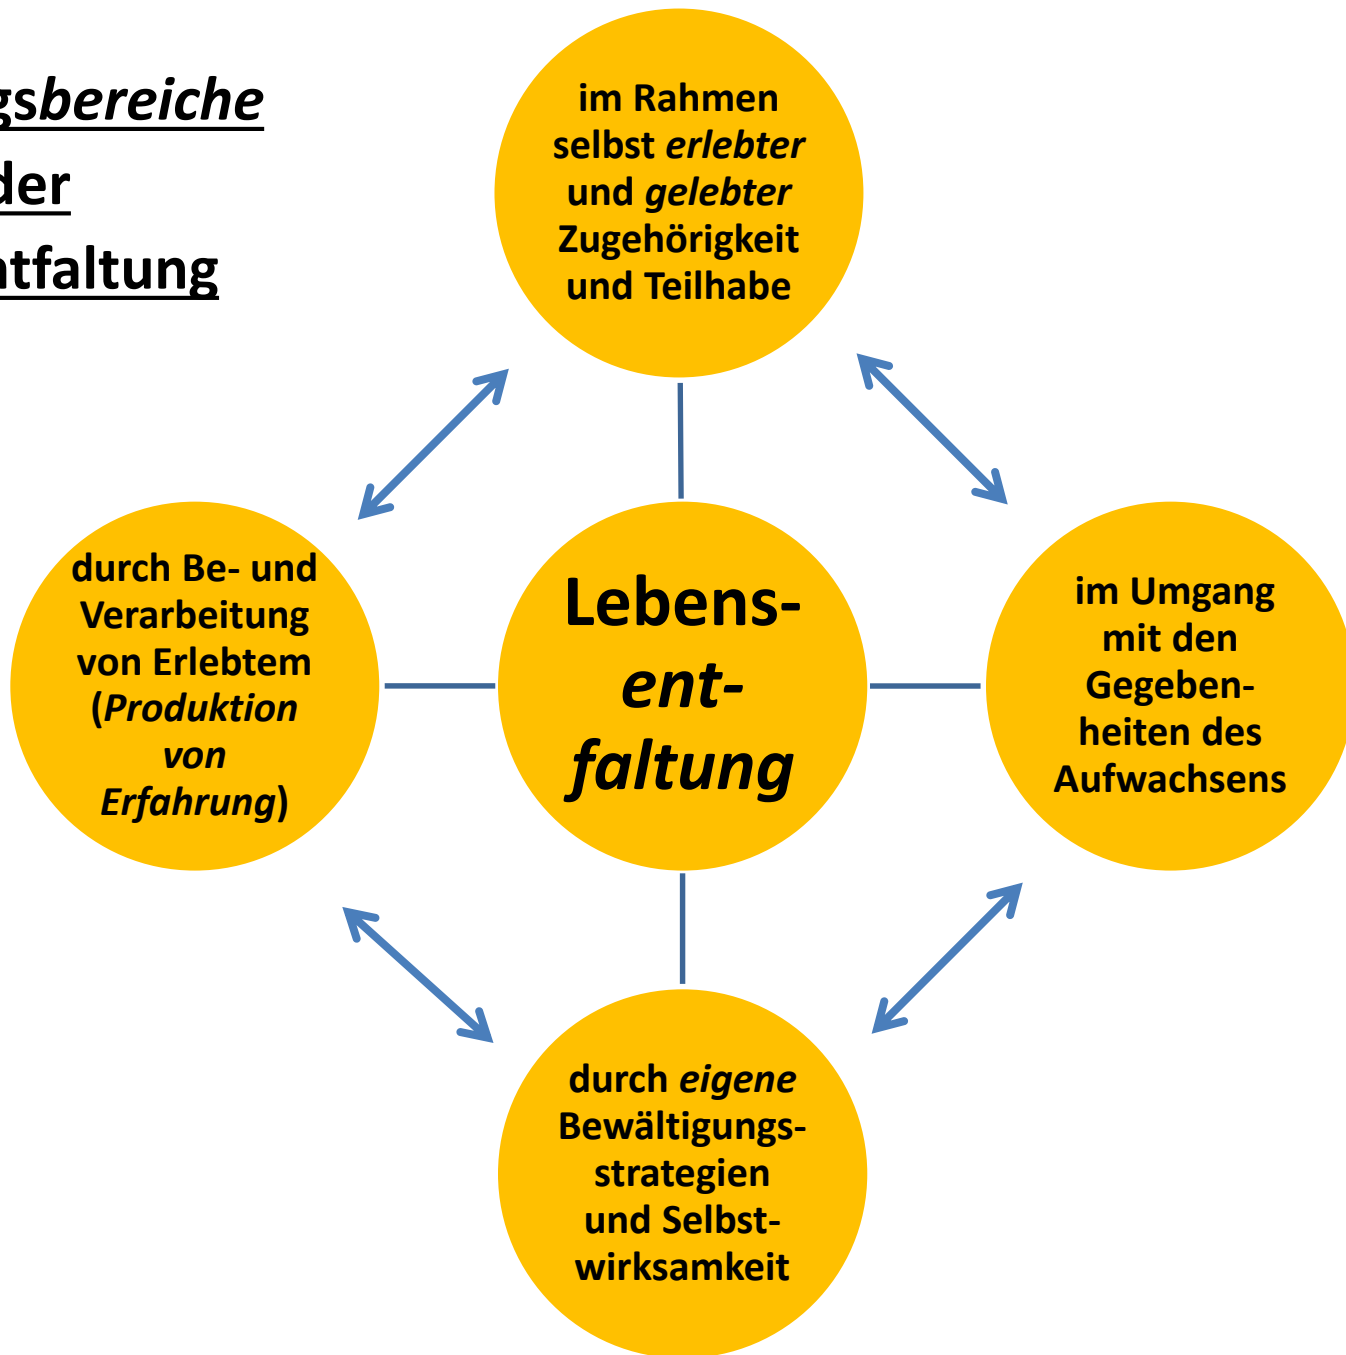 gsbereiche
der
ntfaltung
im Rahmen
selbst erlebter
und gelebter
Zugehörigkeit
und Teilhabe
durch Be- und
Verarbeitung
von Erlebtem
(Produktion
von
Erfahrung)
Lebens-
ent-
faltung
im Umgang
mit den
Gegeben-
heiten des
Aufwachsens
durch eigene
Bewältigungs-
strategien
und Selbst-
wirksamkeit